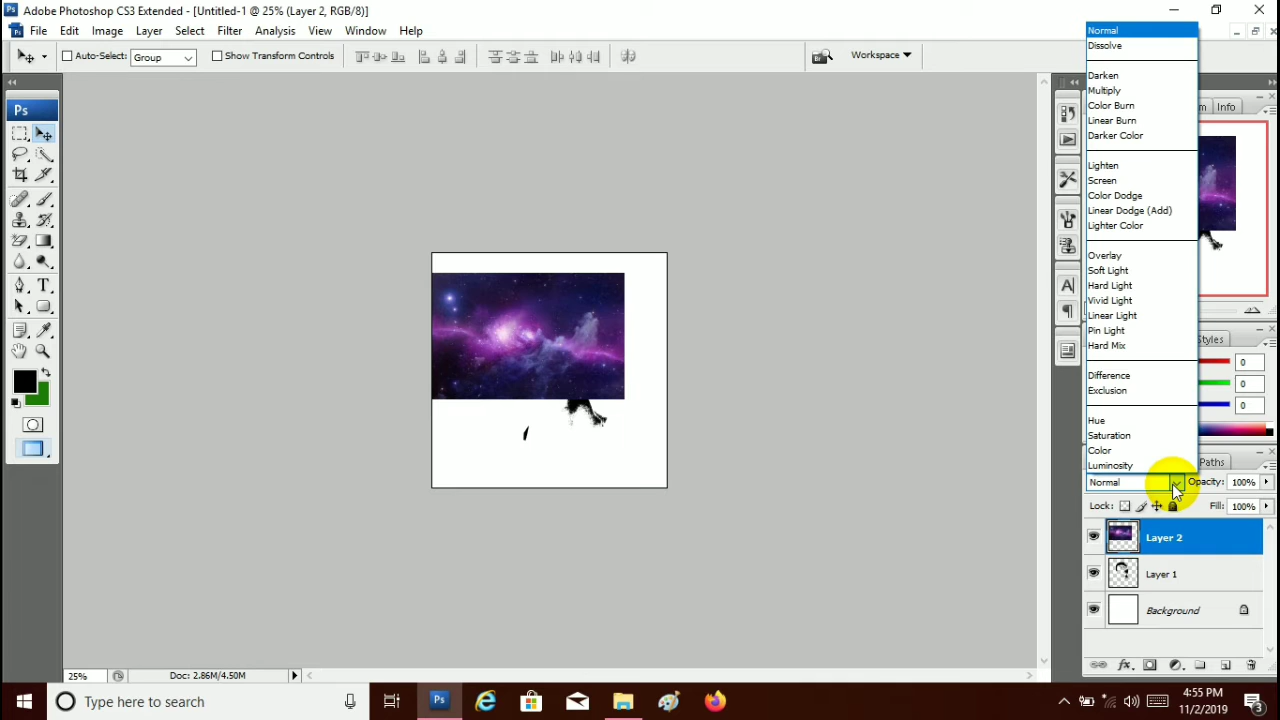 Adobe Photoshop CS3 Extended - [Untitled-1 @ 25% (Layer 2, RGB/8)]
File Edit Image Layer Select Filter Analysis View Window Help
Auto-Select: Group Show Transform Controls Workspace
Normal
Dissolve
Darken
Multiply
Color Burn
Linear Burn
Darker Color
Lighten
Screen
Color Dodge
Linear Dodge (Add)
Lighter Color
Overlay
Soft Light
Hard Light
Vivid Light
Linear Light
Pin Light
Hard Mix
Difference
Exclusion
Hue
Saturation
Color
Luminosity
Ps
Info
Styles
0
0
0
Paths
Normal Opacity: 100%
Lock: Fill: 100%
Layer 2
Layer 1
Background
25% Doc: 2.86M/4.50M
Type here to search
Ps
4:55 PM
11/2/2019
3